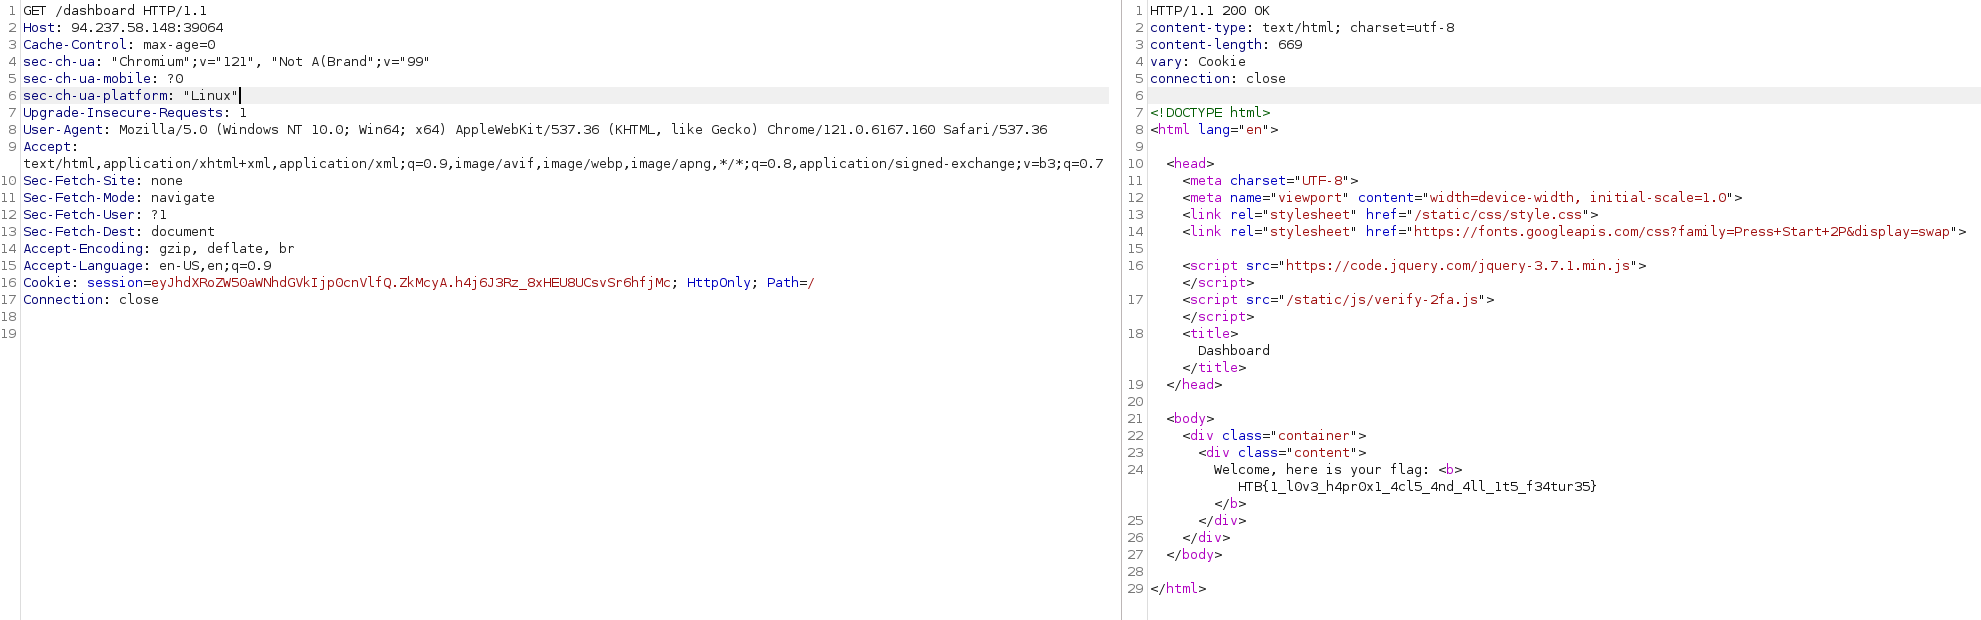 1 GET /dashboard HTTP/1.1
2 Host: 94.237.58.148:39064
3 Cache-Control: max-age=0
4 sec-ch-ua: "Chromium";v="121", "Not A(Brand";v="99"
5 sec-ch-ua-mobile: ?0
6 sec-ch-ua-platform: "Linux"
7 Upgrade-Insecure-Requests: 1
8 User-Agent: Mozilla/5.0 (Windows NT 10.0; Win64; x64) AppleWebKit/537.36 (KHTML, like Gecko) Chrome/121.0.6167.160 Safari/537.36
9 Accept:
text/html,application/xhtml+xml,application/xml;q=0.9,image/avif,image/webp,image/apng,*/*;q=0.8,application/signed-exchange;v=b3;q=0.7
10 Sec-Fetch-Site: none
11 Sec-Fetch-Mode: navigate
12 Sec-Fetch-User: ?1
13 Sec-Fetch-Dest: document
14 Accept-Encoding: gzip, deflate, br
15 Accept-Language: en-US,en;q=0.9
16 Cookie: session=eyJhdXRoZW50aWNhdGVkIjp0cnVlfQ.ZkMcyA.h4j6J3Rz_8xHEU8UCsvSr6hfjMc; HttpOnly; Path=/
17 Connection: close
18
19
1 HTTP/1.1 200 OK
2 content-type: text/html; charset=utf-8
3 content-length: 669
4 vary: Cookie
5 connection: close
6
7 <!DOCTYPE html>
8 <html lang="en">
9
10 <head>
11 <meta charset="UTF-8">
12 <meta name="viewport" content="width=device-width, initial-scale=1.0">
13 <link rel="stylesheet" href="/static/css/style.css">
14 <link rel="stylesheet" href="https://fonts.googleapis.com/css?family=Press+Start+2P&display=swap">
15
16 <script src="https://code.jquery.com/jquery-3.7.1.min.js">
</script>
17 <script src="/static/js/verify-2fa.js">
</script>
18 <title>
Dashboard
</title>
19 </head>
20
21 <body>
22 <div class="container">
23 <div class="content">
24 Welcome, here is your flag: <b>
HTB{1_l0v3_h4pr0x1_4cl5_4nd_4ll_1t5_f34tur35}
</b>
25 </div>
26 </div>
27 </body>
28
29 </html>